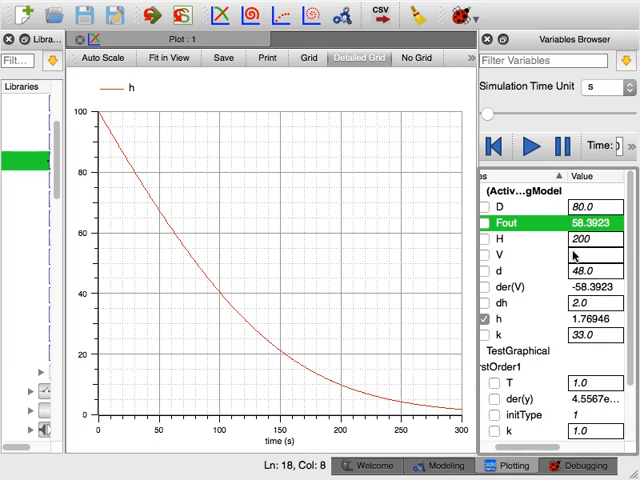 CSV
Libra...
Plot : 1
Variables Browser
Filt...
Auto Scale
Fit in View
Save
Print
Grid
Detailed Grid
No Grid
»
Filter Variables
Libraries
h
Simulation Time Unit
s
100
80
60
40
20
0
0
50
100
150
200
250
300
time (s)
Time:
»
es
Value
(Activ...gModel
D
80.0
Fout
58.3923
H
200
V
d
48.0
der(V)
-58.3923
dh
2.0
h
1.76946
k
33.0
TestGraphical
rstOrder1
T
1.0
der(y)
4.5567e...
initType
1
k
1.0
Ln: 18, Col: 8
Welcome
Modeling
Plotting
Debugging